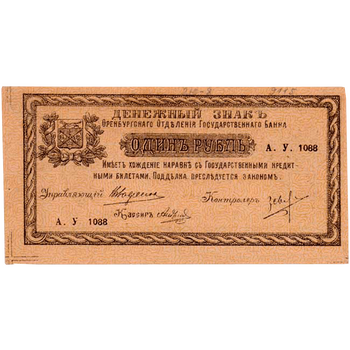 ДЕНЕЖНЫЙ ЗНАКЪ
ОРЕНБУРГСКАГО ОТДѢЛЕНІЯ ГОСУДАРСТВЕННАГО БАНКА
ОДИНЪ РУБЛЬ
А. У. 1088
ИМѢЕТЪ ХОЖДЕНІЕ НАРАВНѢ СЪ ГОСУДАРСТВЕННЫМИ КРЕДИТ-
НЫМИ БИЛЕТАМИ. ПОДДѢЛКА ПРЕСЛѢДУЕТСЯ ЗАКОНОМЪ.
Управляющій
Контролеръ
А. У 1088
Кассиръ